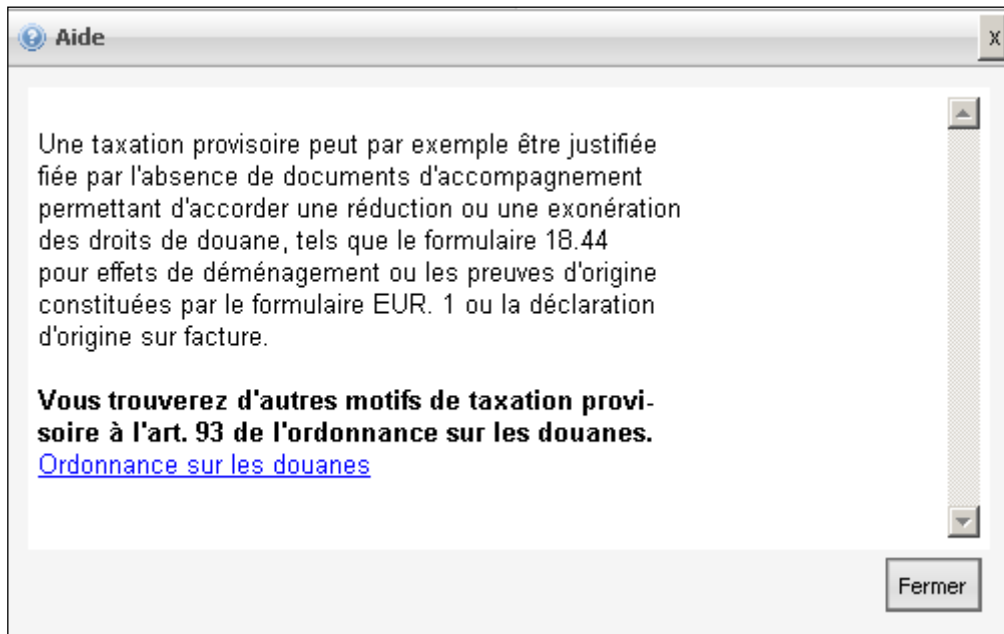 Aide
x
Une taxation provisoire peut par exemple être justifiée
fiée par l'absence de documents d'accompagnement
permettant d'accorder une réduction ou une exonération
des droits de douane, tels que le formulaire 18.44
pour effets de déménagement ou les preuves d'origine
constituées par le formulaire EUR. 1 ou la déclaration
d'origine sur facture.
Vous trouverez d'autres motifs de taxation provi-
soire à l'art. 93 de l'ordonnance sur les douanes.
Ordonnance sur les douanes
Fermer